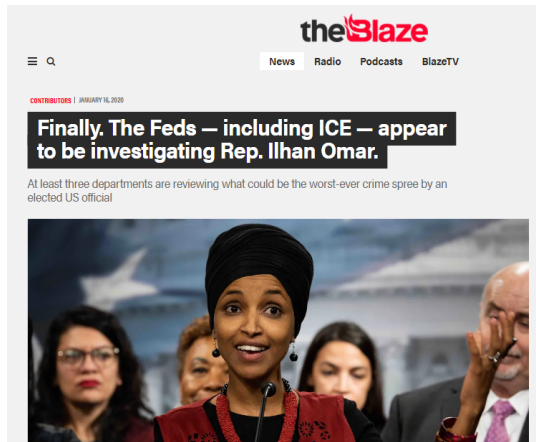 theBlaze
News Radio Podcasts BlazeTV
CONTRIBUTORS | JANUARY 16, 2020
Finally. The Feds — including ICE — appear
to be investigating Rep. Ilhan Omar.
At least three departments are reviewing what could be the worst-ever crime spree by an
elected US official